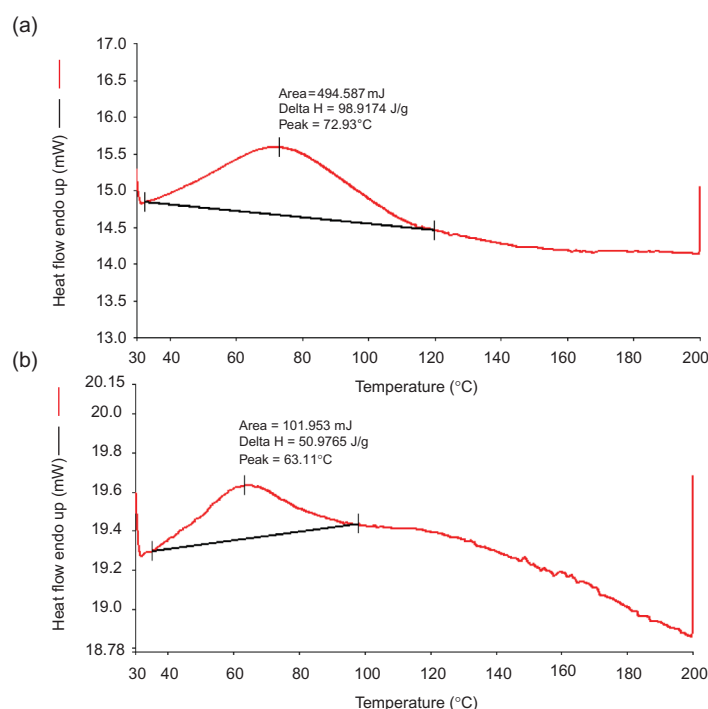 (a)
Heat flow endo up (mW)
17.0
16.5
16.0
15.5
15.0
14.5
14.0
13.5
13.0
Area=494.587 mJ
Delta H = 98.9174 J/g
Peak = 72.93°C
30 40 60 80 100 120 140 160 180 200
Temperature (°C)
(b)
Heat flow endo up (mW)
20.15
20.0
19.8
19.6
19.4
19.2
19.0
18.78
Area = 101.953 mJ
Delta H = 50.9765 J/g
Peak = 63.11°C
30 40 60 80 100 120 140 160 180 200
Temperature (°C)